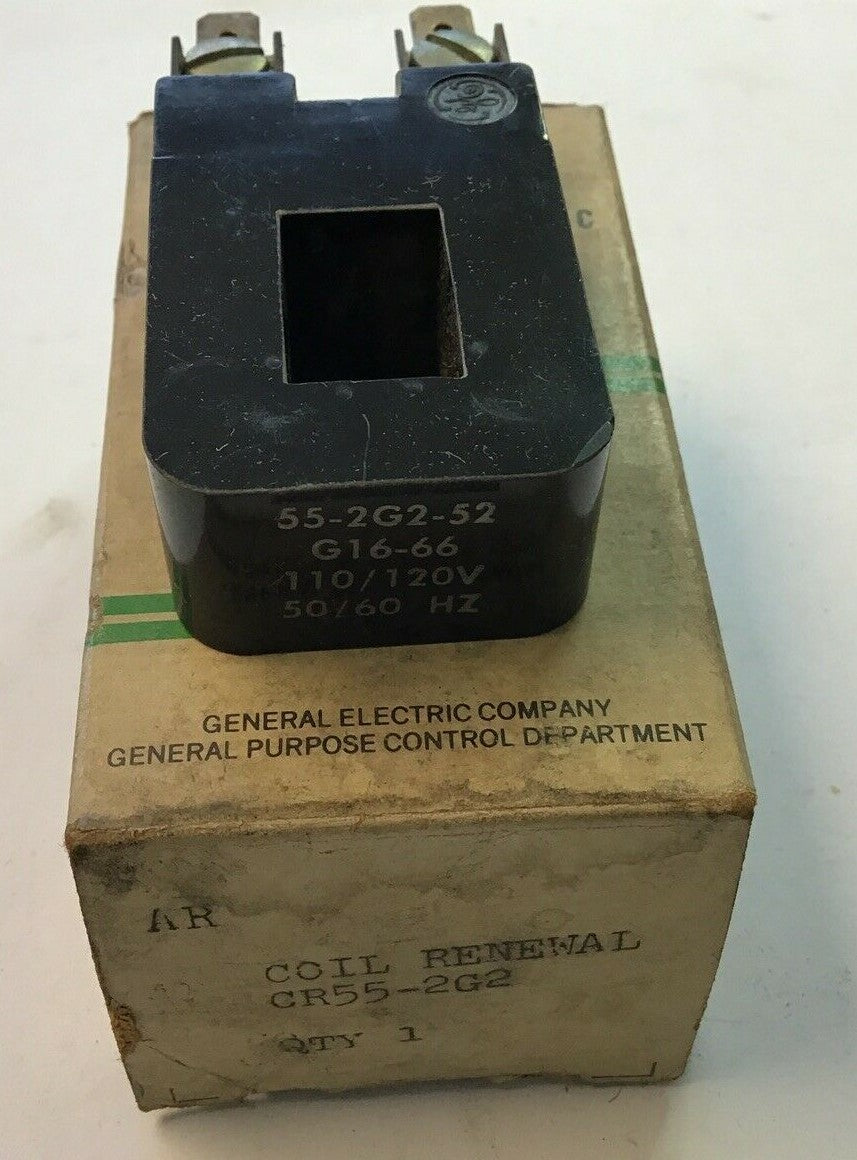 GE
C
55-2G2-52
G16-66
110/120V
50/60 HZ
GENERAL ELECTRIC COMPANY
GENERAL PURPOSE CONTROL DEPARTMENT
AR
COIL RENEWAL
CR55-2G2
QTY 1